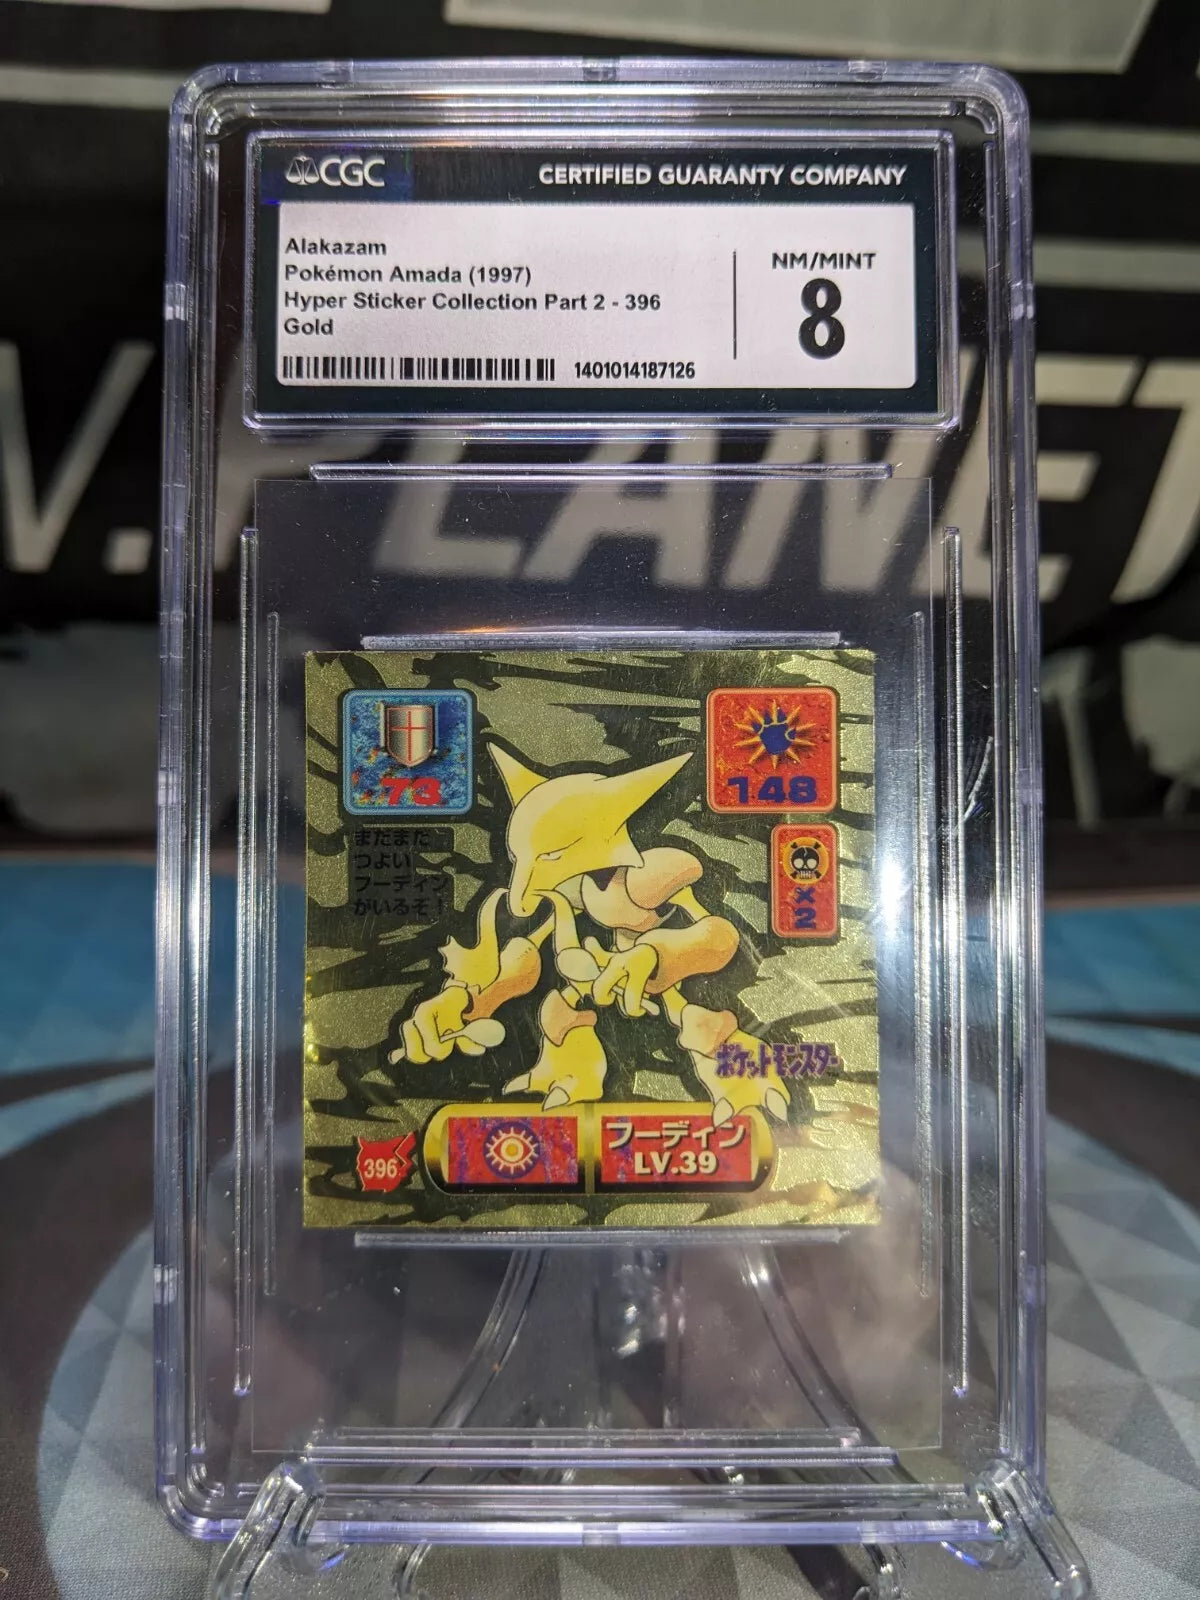 CGC CERTIFIED GUARANTY COMPANY
Alakazam
Pokémon Amada (1997)
Hyper Sticker Collection Part 2 - 396
Gold
NM/MINT
8
1401014187126
V. PLANET
73
148
まだまだ
つよい
フーディン
がいるぞ!
×
2
ポケットモンスター
396
フーディン
LV.39